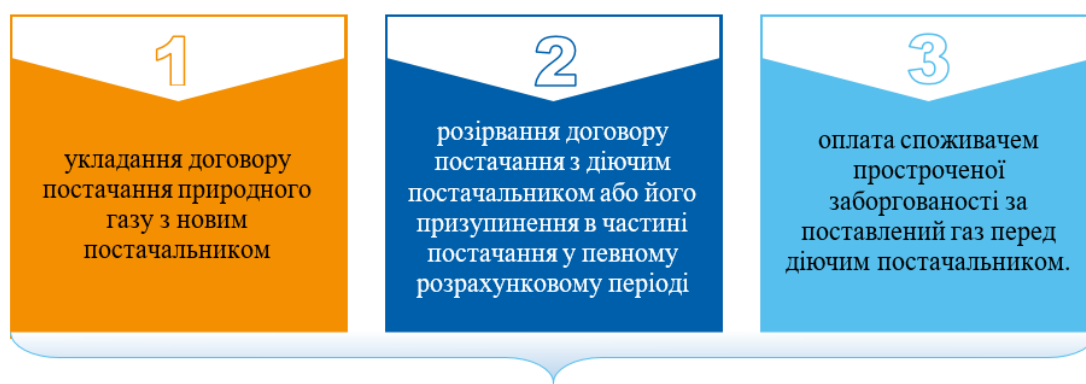 1
укладання договору
постачання природного
газу з новим
постачальником
2
розірвання договору
постачання з діючим
постачальником або його
призупинення в частині
постачання у певному
розрахунковому періоді
3
оплата споживачем
простроченої
заборгованості за
поставлений газ перед
діючим постачальником.